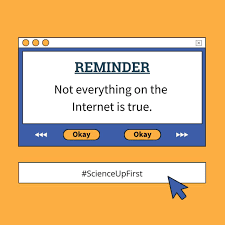 REMINDER
Not everything on the
Internet is true.
Okay Okay
#ScienceUpFirst